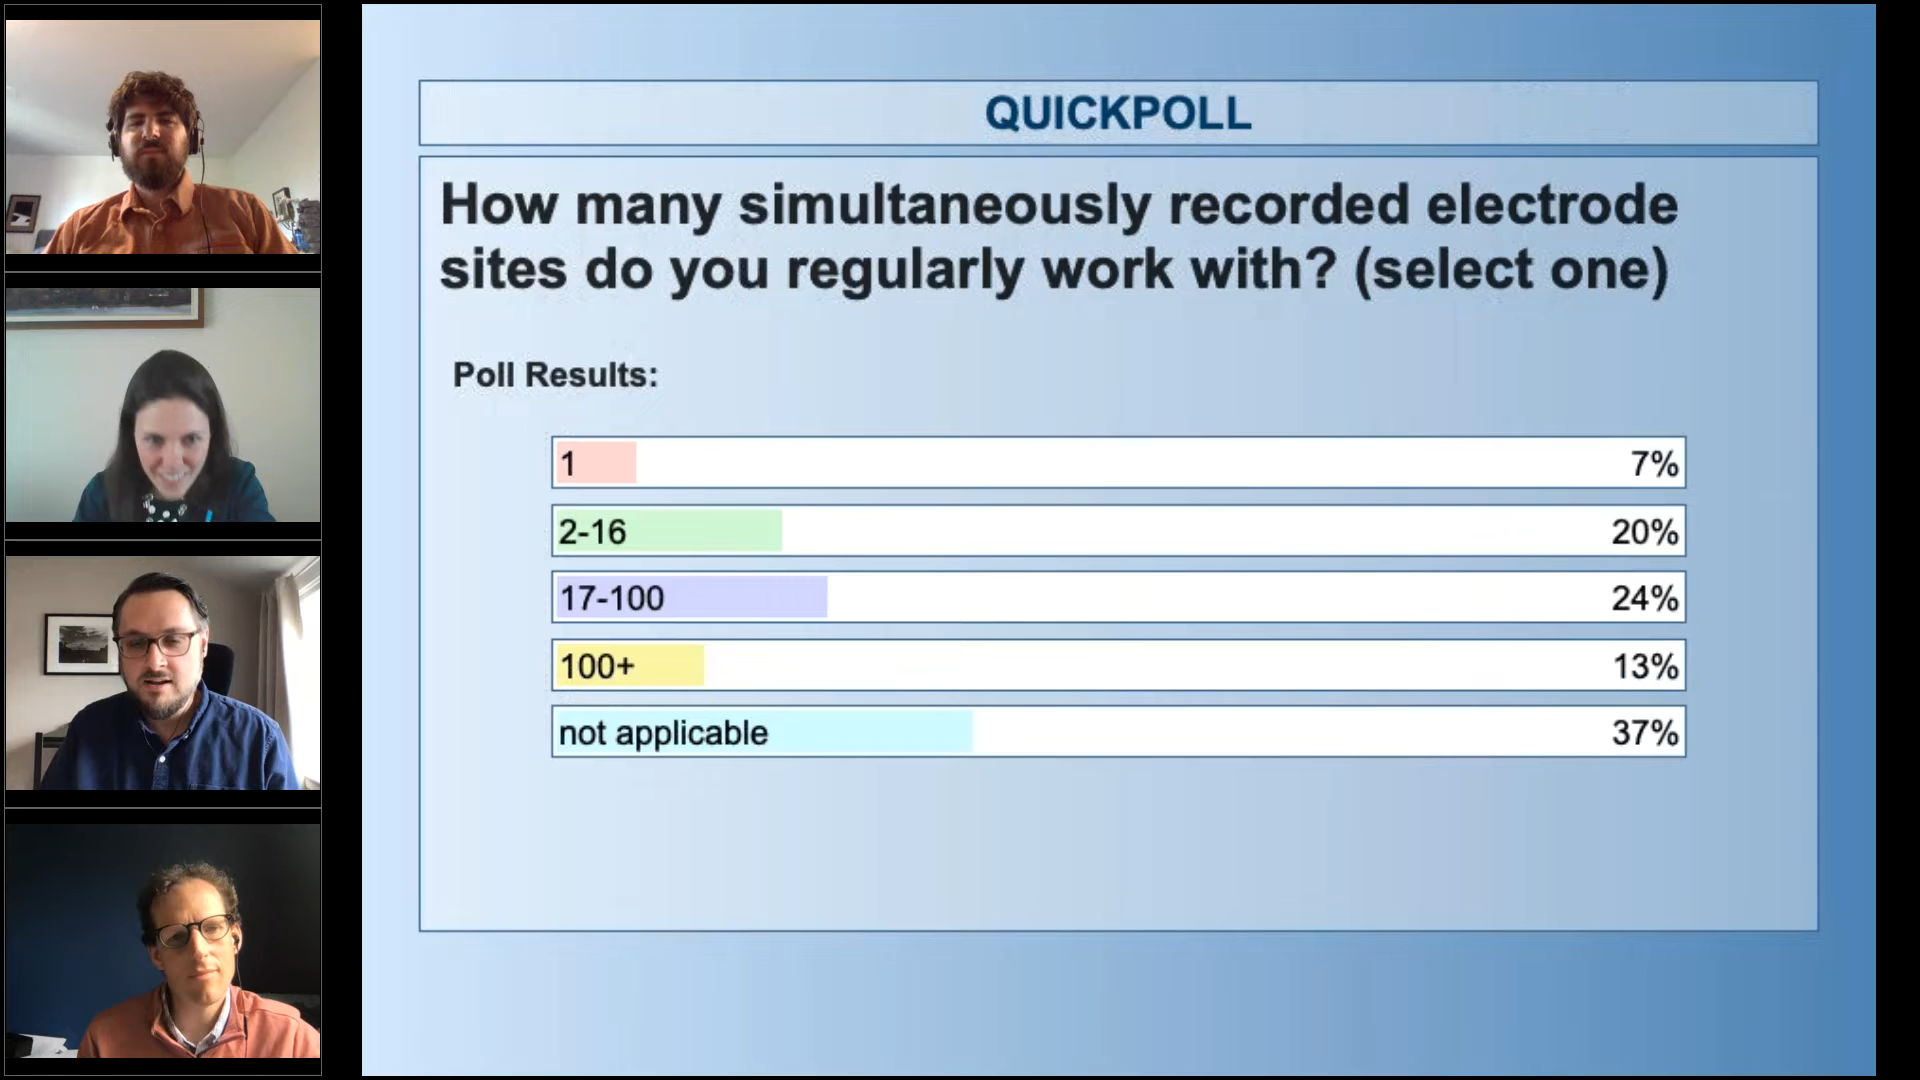 QUICKPOLL
How many simultaneously recorded electrode
sites do you regularly work with? (select one)
Poll Results:
1 7%
2-16 20%
17-100 24%
100+ 13%
not applicable 37%